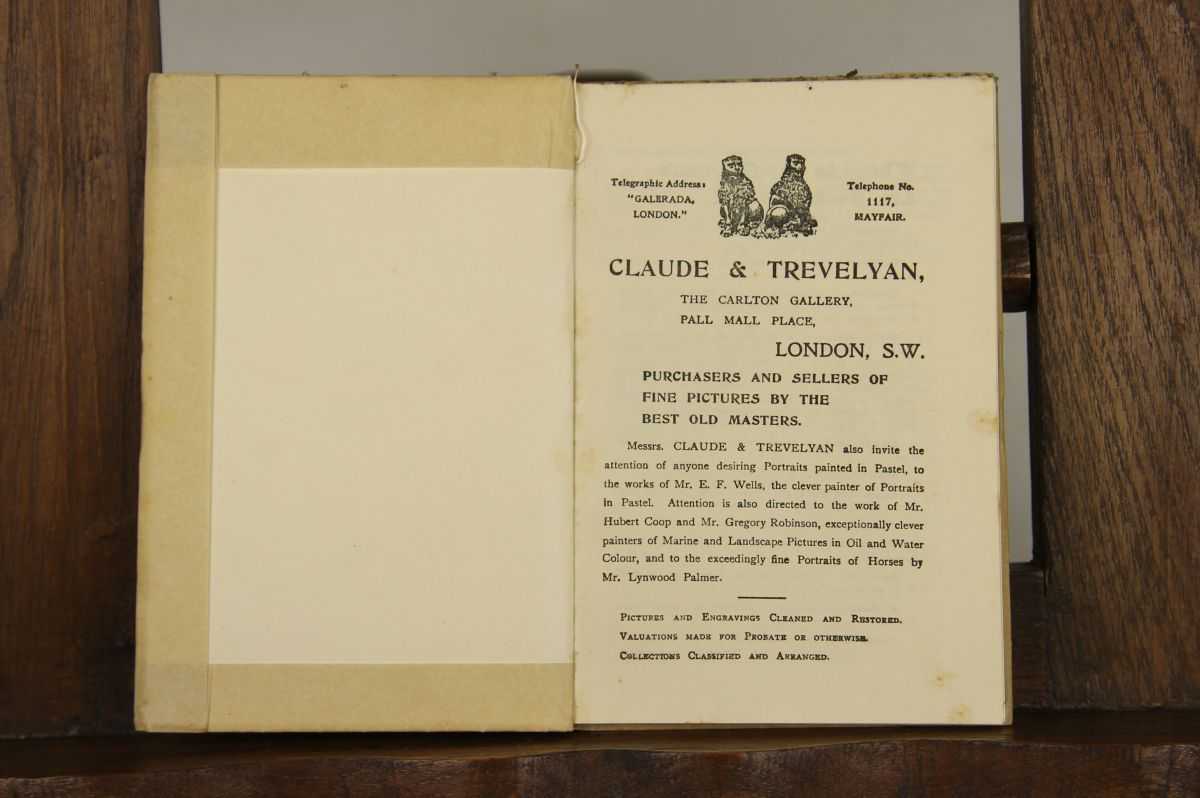 Telegraphic Address:
"GALERADA,
LONDON."
Telephone No.
1117,
MAYFAIR.
CLAUDE & TREVELYAN,
THE CARLTON GALLERY,
PALL MALL PLACE,
LONDON, S.W.
PURCHASERS AND SELLERS OF
FINE PICTURES BY THE
BEST OLD MASTERS.
Messrs. CLAUDE & TREVELYAN also invite the
attention of anyone desiring Portraits painted in Pastel, to
the works of Mr. E. F. Wells, the clever painter of Portraits
in Pastel. Attention is also directed to the work of Mr.
Hubert Coop and Mr. Gregory Robinson, exceptionally clever
painters of Marine and Landscape Pictures in Oil and Water
Colour, and to the exceedingly fine Portraits of Horses by
Mr. Lynwood Palmer.
Pictures and Engravings Cleaned and Restored.
Valuations made for Probate or otherwise.
Collections Classified and Arranged.